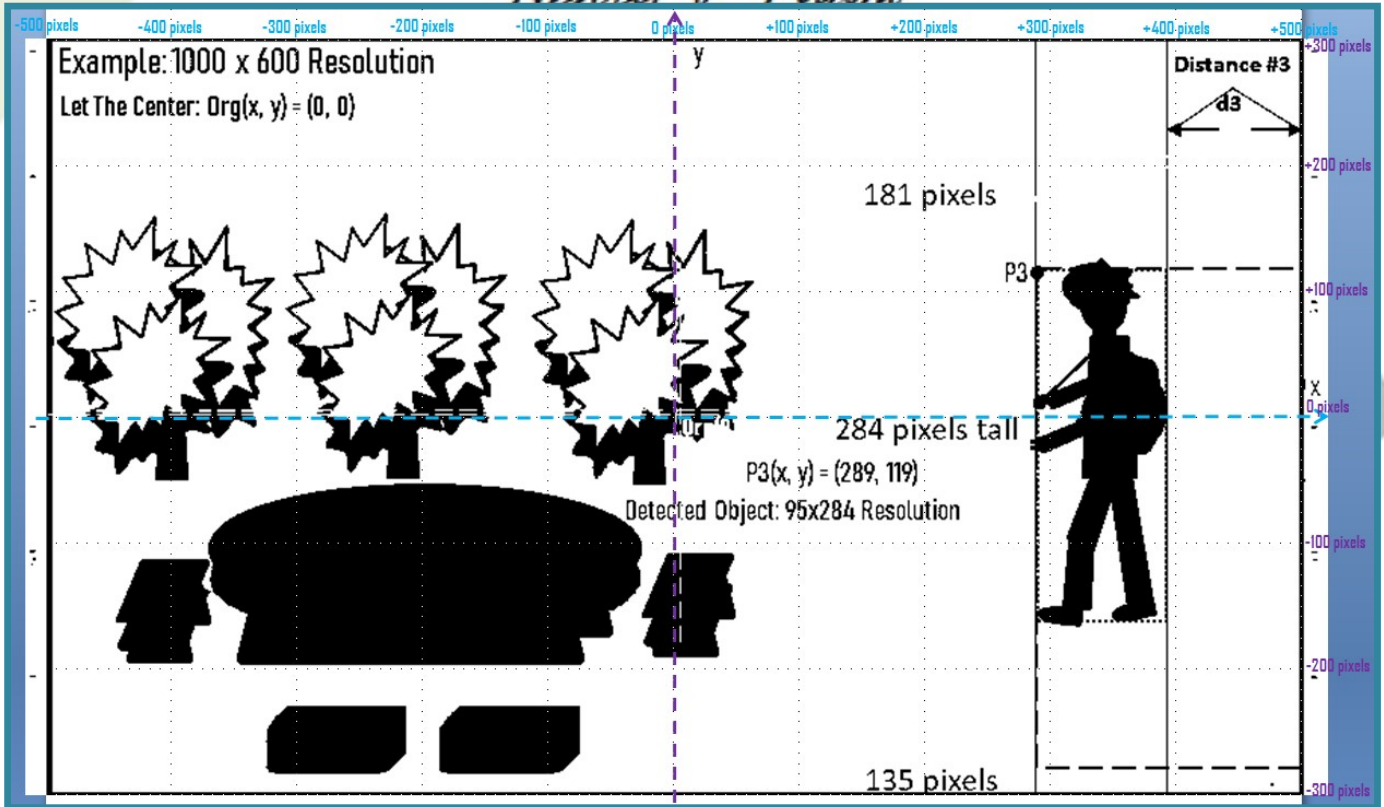 -500 pixels -400 pixels -300 pixels -200 pixels -100 pixels 0 pixels +100 pixels +200 pixels +300 pixels +400 pixels +500 pixels
+300 pixels
y
Example: 1000 x 600 Resolution
Distance #3
Let The Center: Org(x, y) = (0, 0)
d3
+200 pixels
181 pixels
P3
+100 pixels
x
0 pixels
284 pixels tall
P3(x, y) = (289, 119)
Detected Object: 95x284 Resolution
-100 pixels
-200 pixels
135 pixels
-300 pixels